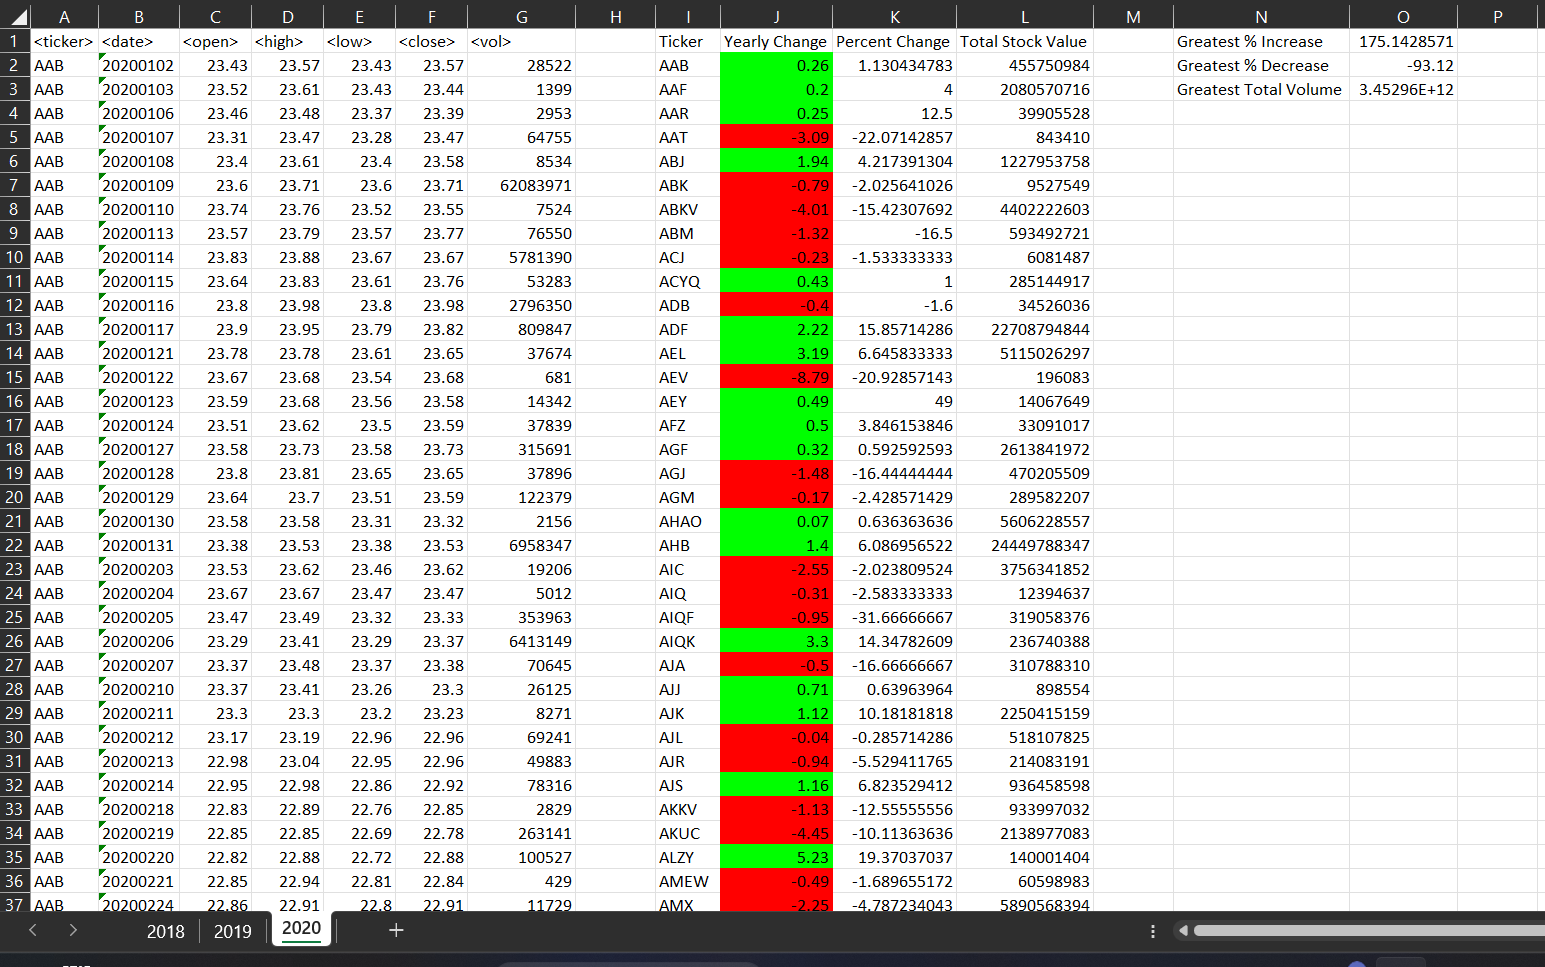 A B C D E F G H I J K L M N O P
1 <ticker> <date> <open> <high> <low> <close> <vol> Ticker Yearly Change Percent Change Total Stock Value Greatest % Increase 175.1428571
2 AAB 20200102 23.43 23.57 23.43 23.57 28522 AAB 0.26 1.130434783 455750984 Greatest % Decrease -93.12
3 AAB 20200103 23.52 23.61 23.43 23.44 1399 AAF 0.2 4 2080570716 Greatest Total Volume 3.45296E+12
4 AAB 20200106 23.46 23.48 23.37 23.39 2953 AAR 0.25 12.5 39905528
5 AAB 20200107 23.31 23.47 23.28 23.47 64755 AAT -3.09 -22.07142857 843410
6 AAB 20200108 23.4 23.61 23.4 23.58 8534 ABJ 1.94 4.217391304 1227953758
7 AAB 20200109 23.6 23.71 23.6 23.71 62083971 ABK -0.79 -2.025641026 9527549
8 AAB 20200110 23.74 23.76 23.52 23.55 7524 ABKV -4.01 -15.42307692 4402222603
9 AAB 20200113 23.57 23.79 23.57 23.77 76550 ABM -1.32 -16.5 593492721
10 AAB 20200114 23.83 23.88 23.67 23.67 5781390 ACJ -0.23 -1.533333333 6081487
11 AAB 20200115 23.64 23.83 23.61 23.76 53283 ACYQ 0.43 1 285144917
12 AAB 20200116 23.8 23.98 23.8 23.98 2796350 ADB -0.4 -1.6 34526036
13 AAB 20200117 23.9 23.95 23.79 23.82 809847 ADF 2.22 15.85714286 22708794844
14 AAB 20200121 23.78 23.78 23.61 23.65 37674 AEL 3.19 6.645833333 5115026297
15 AAB 20200122 23.67 23.68 23.54 23.68 681 AEV -8.79 -20.92857143 196083
16 AAB 20200123 23.59 23.68 23.56 23.58 14342 AEY 0.49 49 14067649
17 AAB 20200124 23.51 23.62 23.5 23.59 37839 AFZ 0.5 3.846153846 33091017
18 AAB 20200127 23.58 23.73 23.58 23.73 315691 AGF 0.32 0.592592593 2613841972
19 AAB 20200128 23.8 23.81 23.65 23.65 37896 AGJ -1.48 -16.44444444 470205509
20 AAB 20200129 23.64 23.7 23.51 23.59 122379 AGM -0.17 -2.428571429 289582207
21 AAB 20200130 23.58 23.58 23.31 23.32 2156 AHAO 0.07 0.636363636 5606228557
22 AAB 20200131 23.38 23.53 23.38 23.53 6958347 AHB 1.4 6.086956522 24449788347
23 AAB 20200203 23.53 23.62 23.46 23.62 19206 AIC -2.55 -2.023809524 3756341852
24 AAB 20200204 23.67 23.67 23.47 23.47 5012 AIQ -0.31 -2.583333333 12394637
25 AAB 20200205 23.47 23.49 23.32 23.33 353963 AIQF -0.95 -31.66666667 319058376
26 AAB 20200206 23.29 23.41 23.29 23.37 6413149 AIQK 3.3 14.34782609 236740388
27 AAB 20200207 23.37 23.48 23.37 23.38 70645 AJA -0.5 -16.66666667 310788310
28 AAB 20200210 23.37 23.41 23.26 23.3 26125 AJJ 0.71 0.63963964 898554
29 AAB 20200211 23.3 23.3 23.2 23.23 8271 AJK 1.12 10.18181818 2250415159
30 AAB 20200212 23.17 23.19 22.96 22.96 69241 AJL -0.04 -0.285714286 518107825
31 AAB 20200213 22.98 23.04 22.95 22.96 49883 AJR -0.94 -5.529411765 214083191
32 AAB 20200214 22.95 22.98 22.86 22.92 78316 AJS 1.16 6.823529412 936458598
33 AAB 20200218 22.83 22.89 22.76 22.85 2829 AKKV -1.13 -12.55555556 933997032
34 AAB 20200219 22.85 22.85 22.69 22.78 263141 AKUC -4.45 -10.11363636 2138977083
35 AAB 20200220 22.82 22.88 22.72 22.88 100527 ALZY 5.23 19.37037037 140001404
36 AAB 20200221 22.85 22.94 22.81 22.84 429 AMEW -0.49 -1.689655172 60598983
37 AAB 20200224 22.86 22.91 22.8 22.91 11729 AMX -2.25 -4.787234043 5890568394
2018 2019 2020